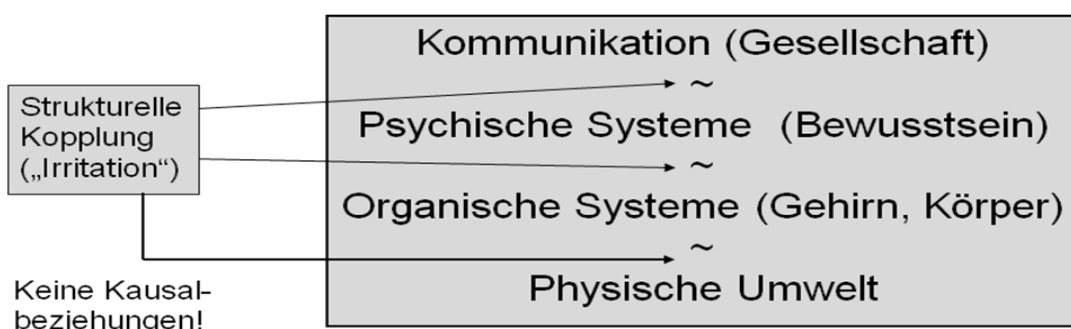 Kommunikation (Gesellschaft)
~
Psychische Systeme (Bewusstsein)
~
Organische Systeme (Gehirn, Körper)
~
Physische Umwelt
Strukturelle
Kopplung
(„Irritation“)
Keine Kausal-
beziehungen!